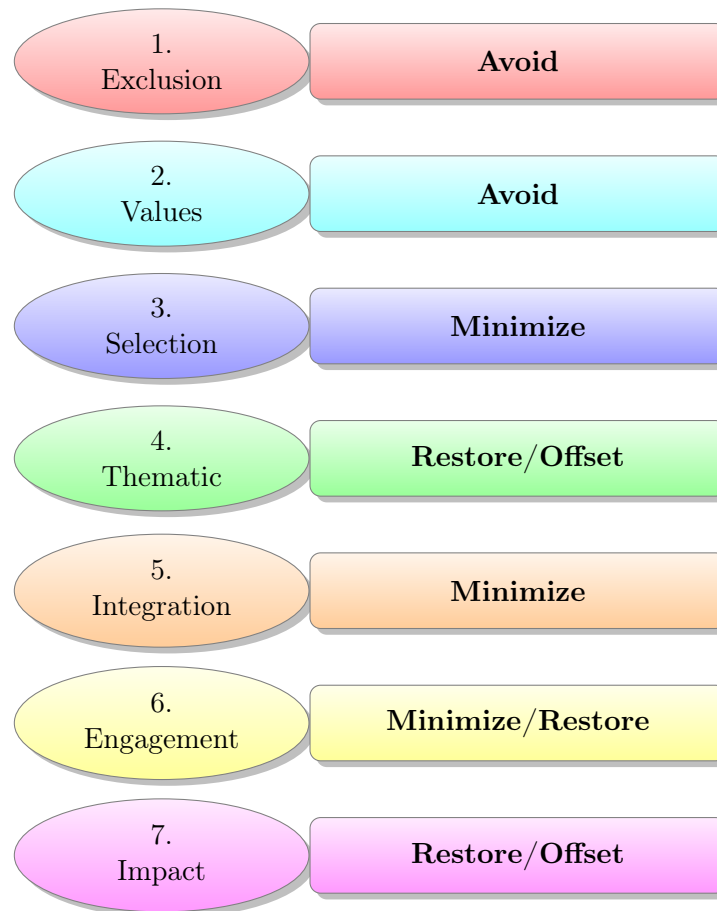 1.
Exclusion
Avoid
2.
Values
Avoid
3.
Selection
Minimize
4.
Thematic
Restore/Offset
5.
Integration
Minimize
6.
Engagement
Minimize/Restore
7.
Impact
Restore/Offset